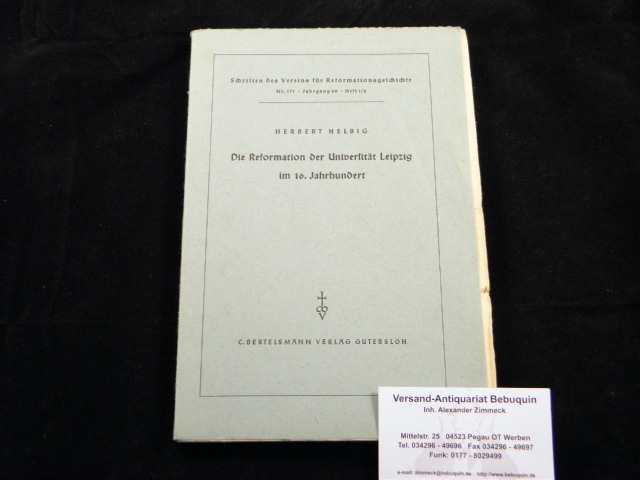 Schriften des Vereins für Reformationsgeschichte
Nr. 171 - Jahrgang 60 - Heft 1/2
HERBERT HELBIG
Die Reformation der Universität Leipzig
im 16. Jahrhundert
C. BERTELSMANN VERLAG GÜTERSLOH
Versand-Antiquariat Bebuquin
Inh. Alexander Zimmeck
Mittelstr. 25 04523 Pegau OT Werben
Tel. 034296 - 49696 Fax 034296 - 49697
Funk: 0177 - 8029499
e-mail: zimmeck@bebuquin.de http://www.bebuquin.de